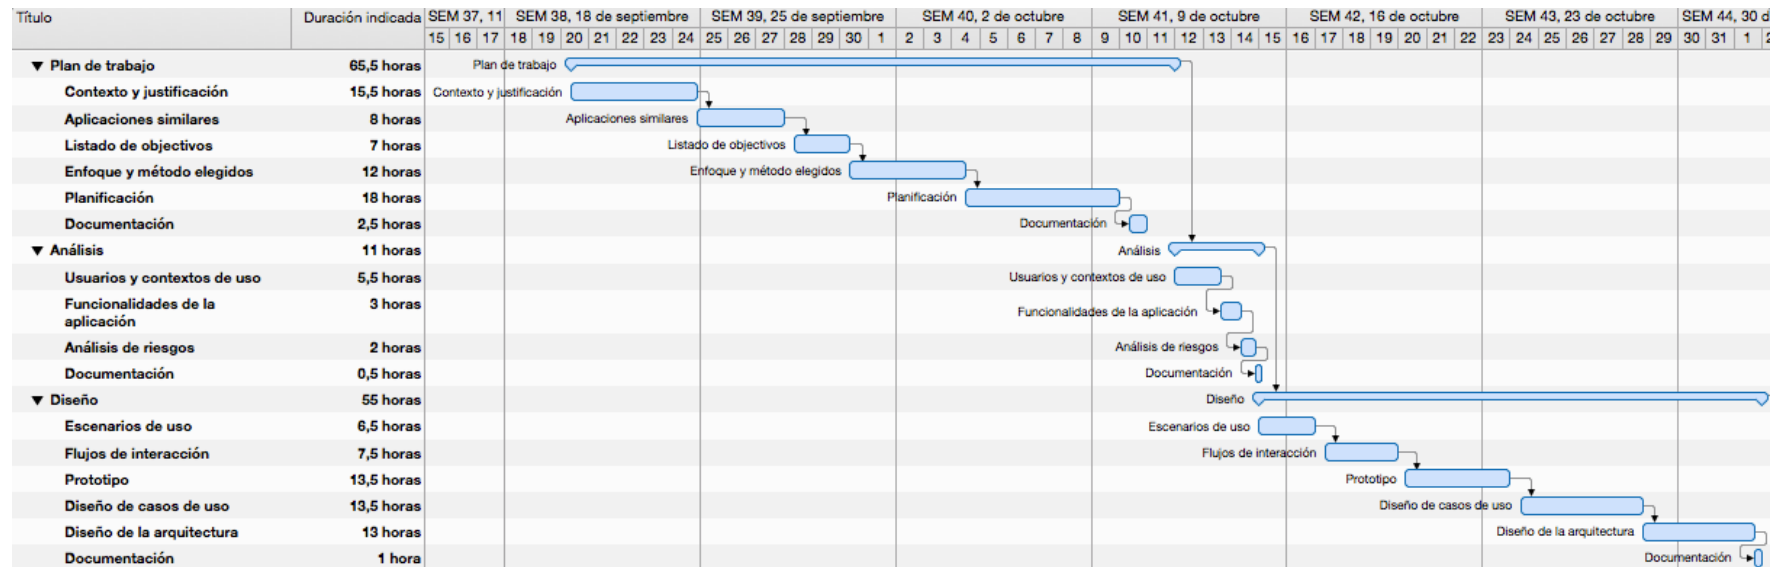 Título Duración indicada SEM 37, 11 SEM 38, 18 de septiembre SEM 39, 25 de septiembre SEM 40, 2 de octubre SEM 41, 9 de octubre SEM 42, 16 de octubre SEM 43, 23 de octubre SEM 44, 30 d
15 16 17 18 19 20 21 22 23 24 25 26 27 28 29 30 1 2 3 4 5 6 7 8 9 10 11 12 13 14 15 16 17 18 19 20 21 22 23 24 25 26 27 28 29 30 31 1 2
▼ Plan de trabajo 65,5 horas Plan de trabajo
Contexto y justificación 15,5 horas Contexto y justificación
Aplicaciones similares 8 horas Aplicaciones similares
Listado de objectivos 7 horas Listado de objectivos
Enfoque y método elegidos 12 horas Enfoque y método elegidos
Planificación 18 horas Planificación
Documentación 2,5 horas Documentación
▼ Análisis 11 horas Análisis
Usuarios y contextos de uso 5,5 horas Usuarios y contextos de uso
Funcionalidades de la 3 horas Funcionalidades de la aplicación
aplicación
Análisis de riesgos 2 horas Análisis de riesgos
Documentación 0,5 horas Documentación
▼ Diseño 55 horas Diseño
Escenarios de uso 6,5 horas Escenarios de uso
Flujos de interacción 7,5 horas Flujos de interacción
Prototipo 13,5 horas Prototipo
Diseño de casos de uso 13,5 horas Diseño de casos de uso
Diseño de la arquitectura 13 horas Diseño de la arquitectura
Documentación 1 hora Documentación